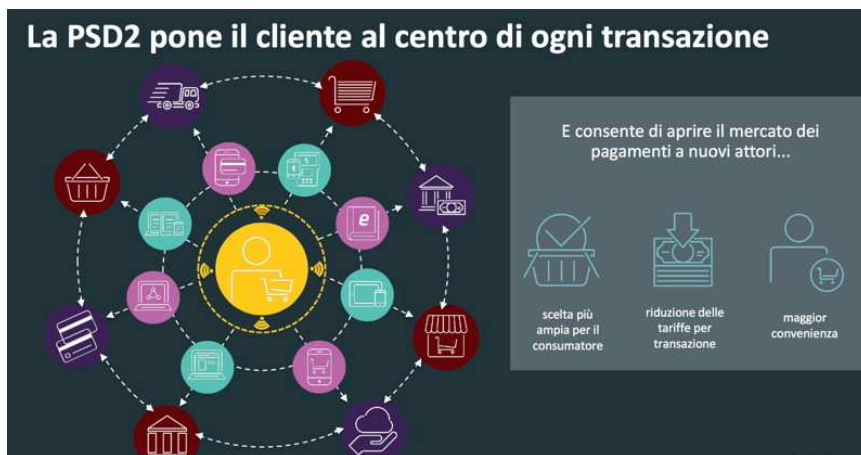 La PSD2 pone il cliente al centro di ogni transazione
E consente di aprire il mercato dei
pagamenti a nuovi attori...
scelta più
ampia per il
consumatore
riduzione delle
tariffe per
transazione
maggior
convenienza
e